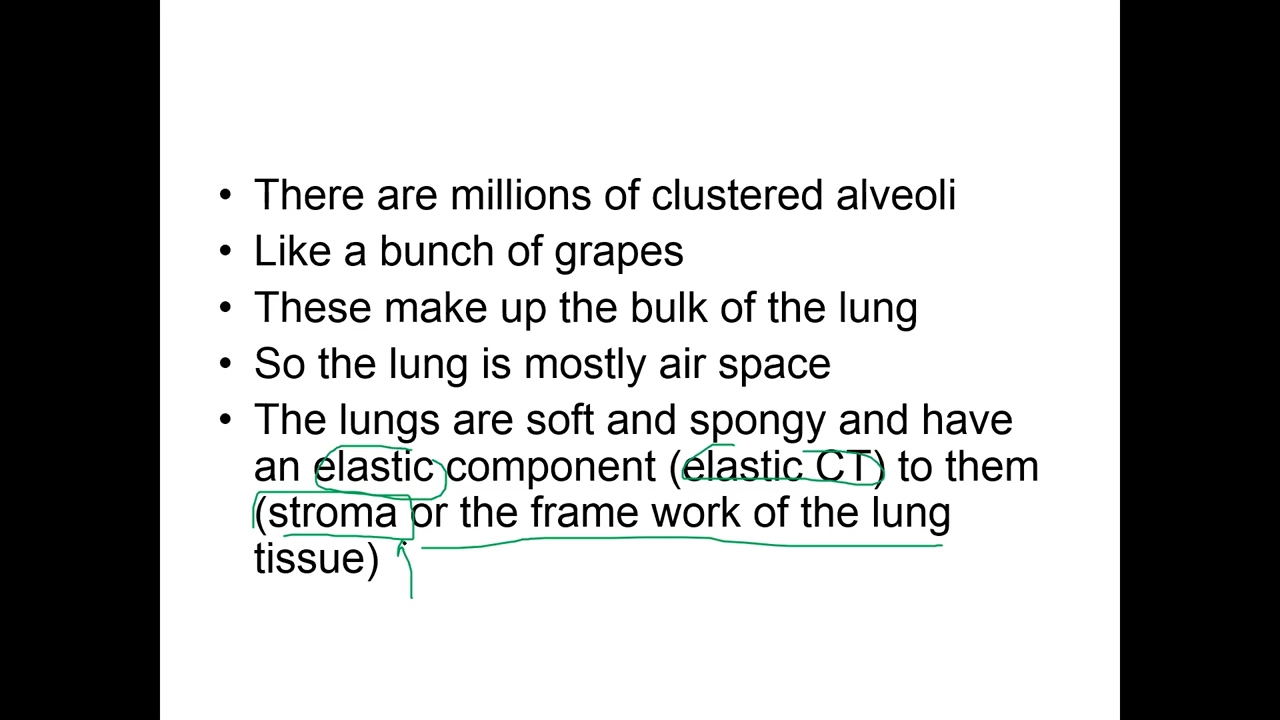 • There are millions of clustered alveoli
• Like a bunch of grapes
• These make up the bulk of the lung
• So the lung is mostly air space
• The lungs are soft and spongy and have
an elastic component (elastic CT) to them
(stroma or the frame work of the lung
tissue)